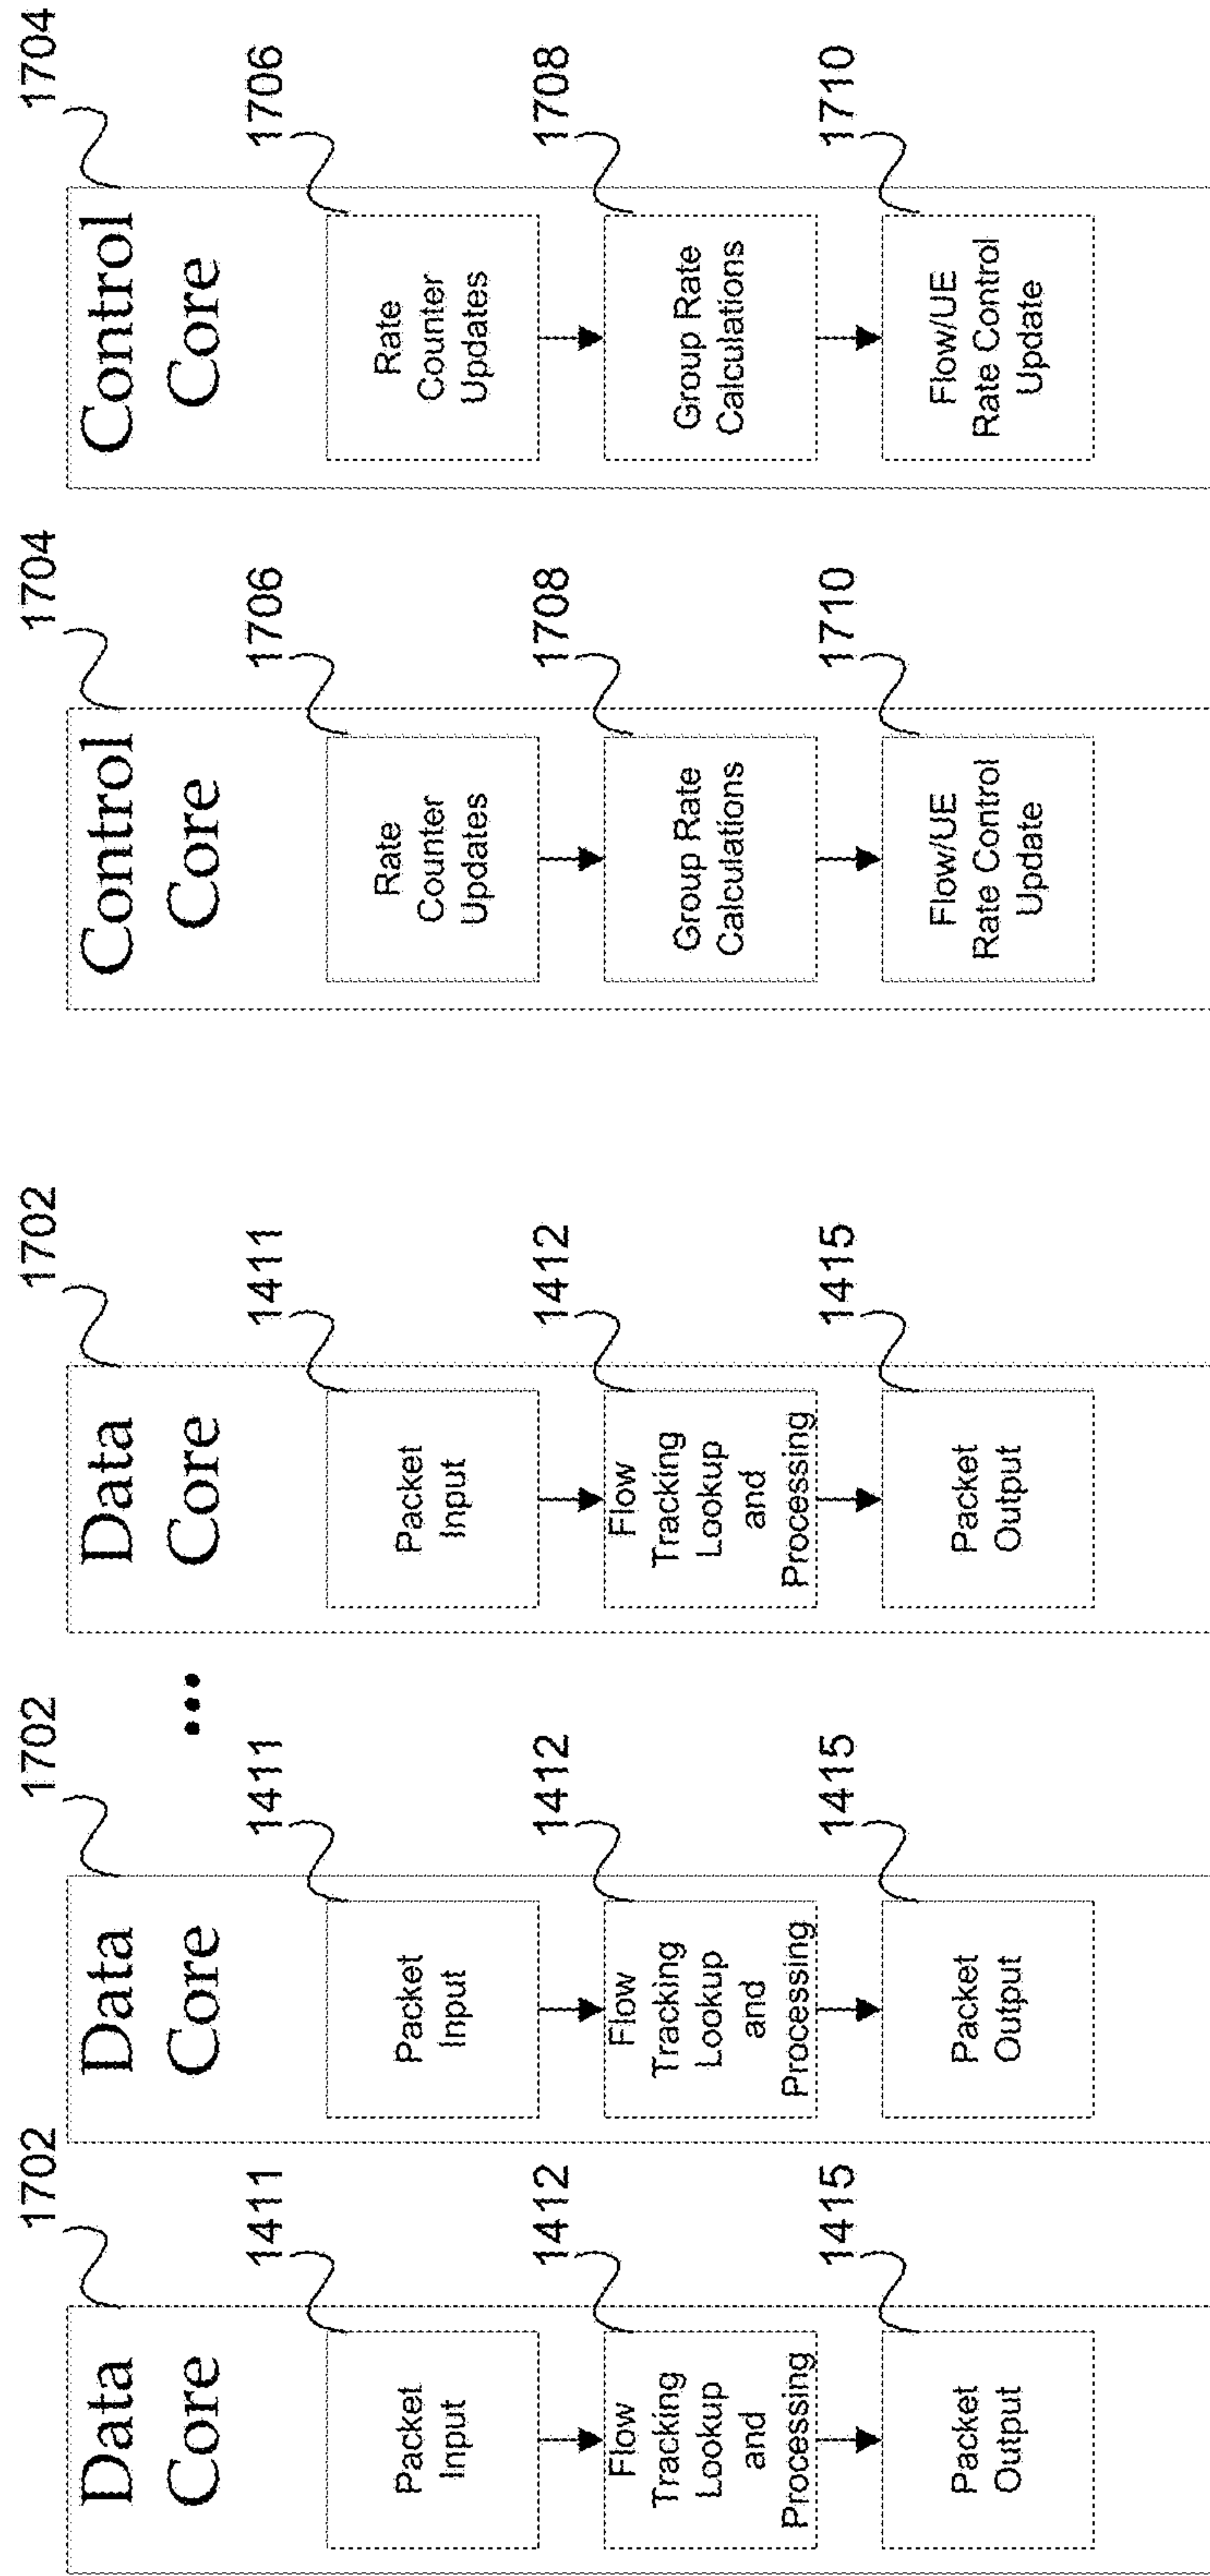 1702
Data
Core
1411
Packet
Input
1412
Flow
Tracking
Lookup
and
Processing
1415
Packet
Output
1702
Data
Core
1411
Packet
Input
1412
Flow
Tracking
Lookup
and
Processing
1415
Packet
Output
...
1702
Data
Core
1411
Packet
Input
1412
Flow
Tracking
Lookup
and
Processing
1415
Packet
Output
1704
Control
Core
1706
Rate
Counter
Updates
1708
Group Rate
Calculations
1710
Flow/UE
Rate Control
Update
1704
Control
Core
1706
Rate
Counter
Updates
1708
Group Rate
Calculations
1710
Flow/UE
Rate Control
Update